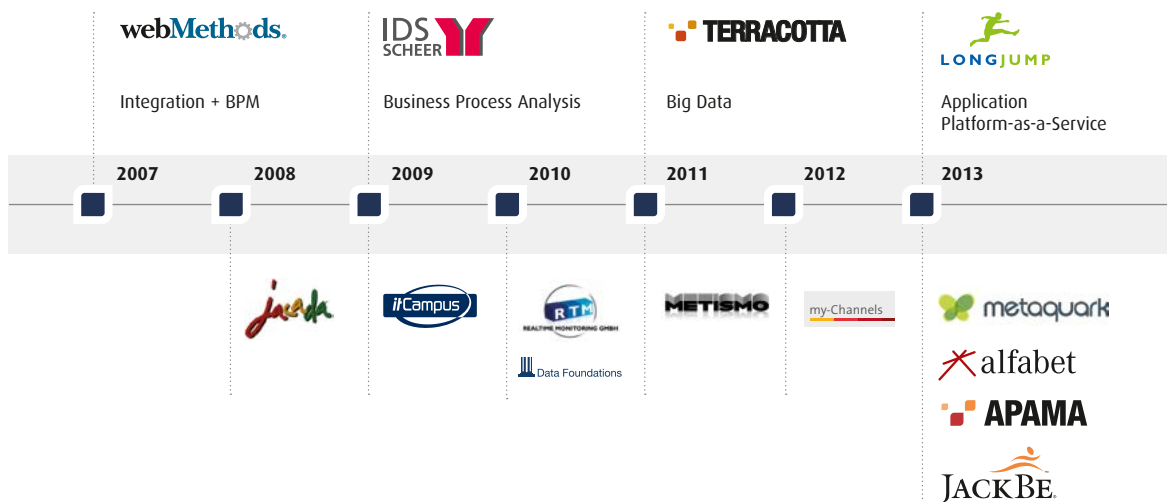 webMethods.
IDS
SCHEER
TERRACOTTA
LONGJUMP
Integration + BPM
Business Process Analysis
Big Data
Application
Platform-as-a-Service
2007
2008
2009
2010
2011
2012
2013
jacada
itCampus
RTM
REALTIME MONITORING GMBH
Data Foundations
METISMO
my-Channels
metaquark
alfabet
APAMA
JACKBE